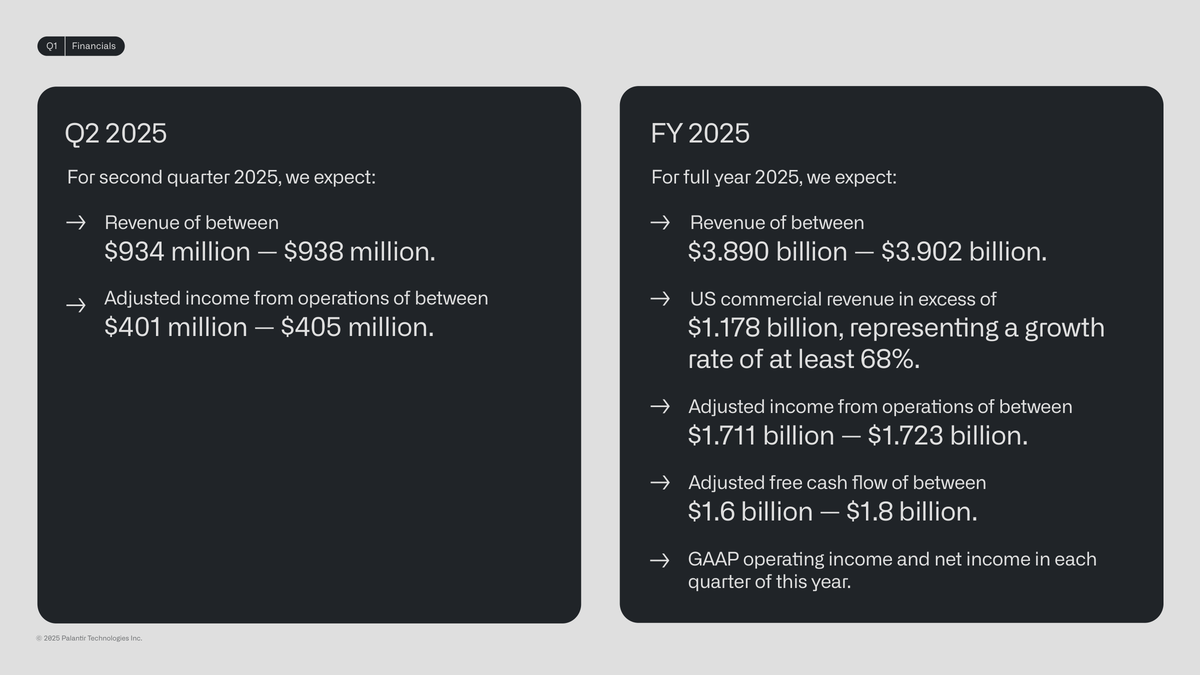 Q1 Financials
Q2 2025
For second quarter 2025, we expect:
→ Revenue of between
$934 million — $938 million.
→ Adjusted income from operations of between
$401 million — $405 million.
FY 2025
For full year 2025, we expect:
→ Revenue of between
$3.890 billion — $3.902 billion.
→ US commercial revenue in excess of
$1.178 billion, representing a growth
rate of at least 68%.
→ Adjusted income from operations of between
$1.711 billion — $1.723 billion.
→ Adjusted free cash flow of between
$1.6 billion — $1.8 billion.
→ GAAP operating income and net income in each
quarter of this year.
© 2025 Palantir Technologies Inc.